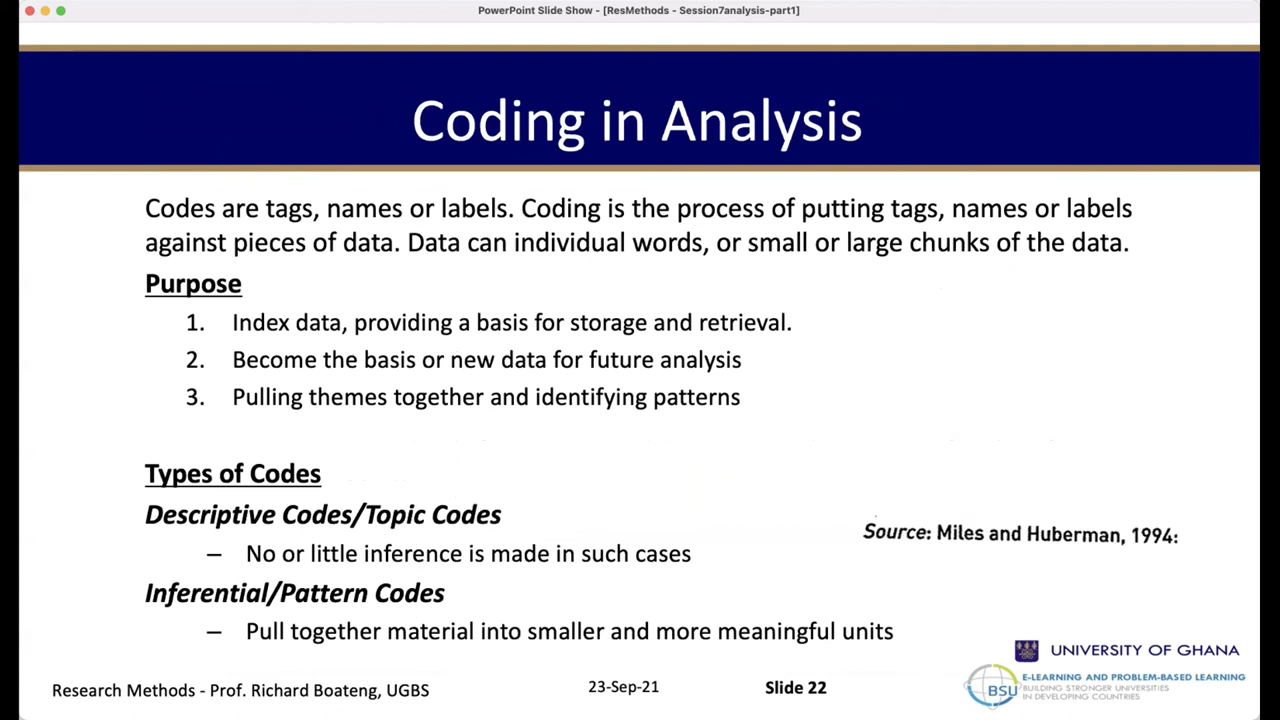 PowerPoint Slide Show - [ResMethods - Session7analysis-part1]
Coding in Analysis
Codes are tags, names or labels. Coding is the process of putting tags, names or labels
against pieces of data. Data can individual words, or small or large chunks of the data.
Purpose
1. Index data, providing a basis for storage and retrieval.
2. Become the basis or new data for future analysis
3. Pulling themes together and identifying patterns
Types of Codes
Descriptive Codes/Topic Codes
– No or little inference is made in such cases
Source: Miles and Huberman, 1994:
Inferential/Pattern Codes
– Pull together material into smaller and more meaningful units
UNIVERSITY OF GHANA
BSU
E-LEARNING AND PROBLEM-BASED LEARNING
BUILDING STRONGER UNIVERSITIES
IN DEVELOPING COUNTRIES
Research Methods - Prof. Richard Boateng, UGBS
23-Sep-21
Slide 22